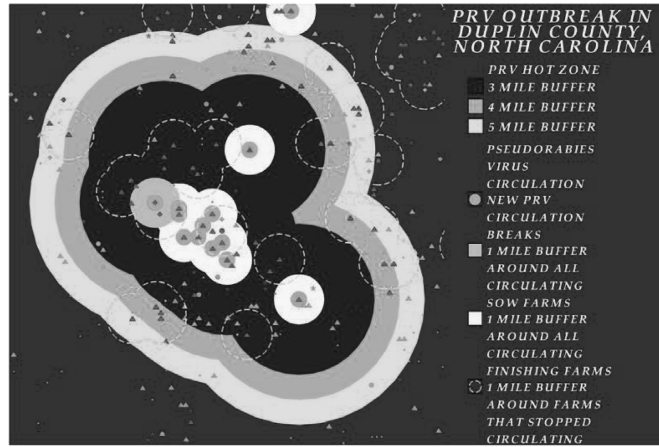 PRV OUTBREAK IN
DUPLIN COUNTY,
NORTH CAROLINA
PRV HOT ZONE
3 MILE BUFFER
4 MILE BUFFER
5 MILE BUFFER
PSEUDORABIES
VIRUS
CIRCULATION
NEW PRV
CIRCULATION
BREAKS
1 MILE BUFFER
AROUND ALL
CIRCULATING
SOW FARMS
1 MILE BUFFER
AROUND ALL
CIRCULATING
FINISHING FARMS
1 MILE BUFFER
AROUND FARMS
THAT STOPPED
CIRCULATING